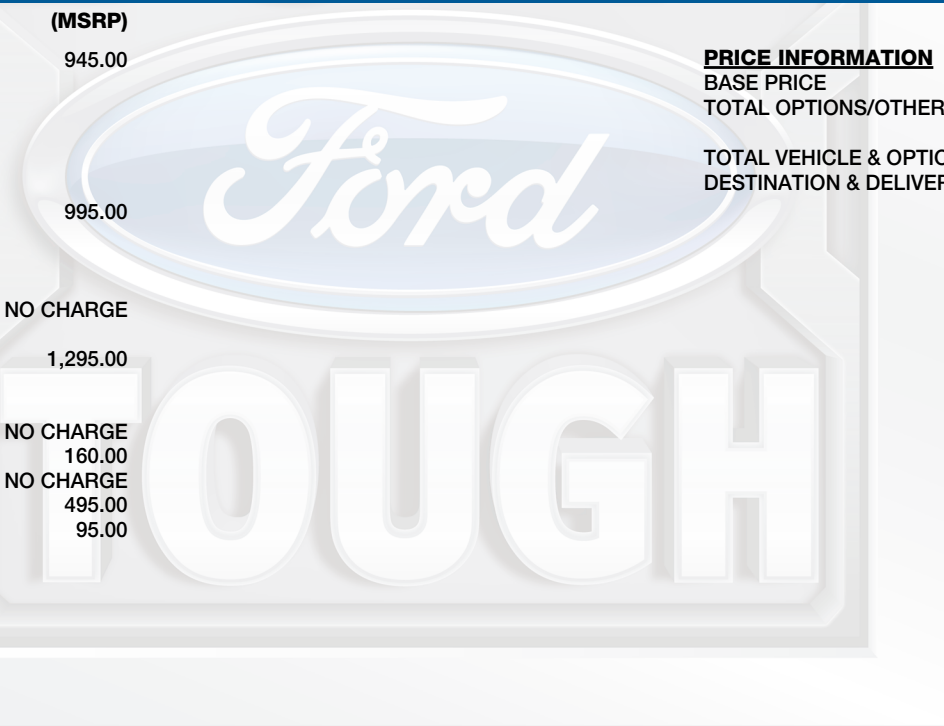 (MSRP)
945.00
995.00
NO CHARGE
1,295.00
NO CHARGE
160.00
NO CHARGE
495.00
95.00
PRICE INFORMATION
BASE PRICE
TOTAL OPTIONS/OTHER
TOTAL VEHICLE & OPTIO
DESTINATION & DELIVER
Ford
TOUGH